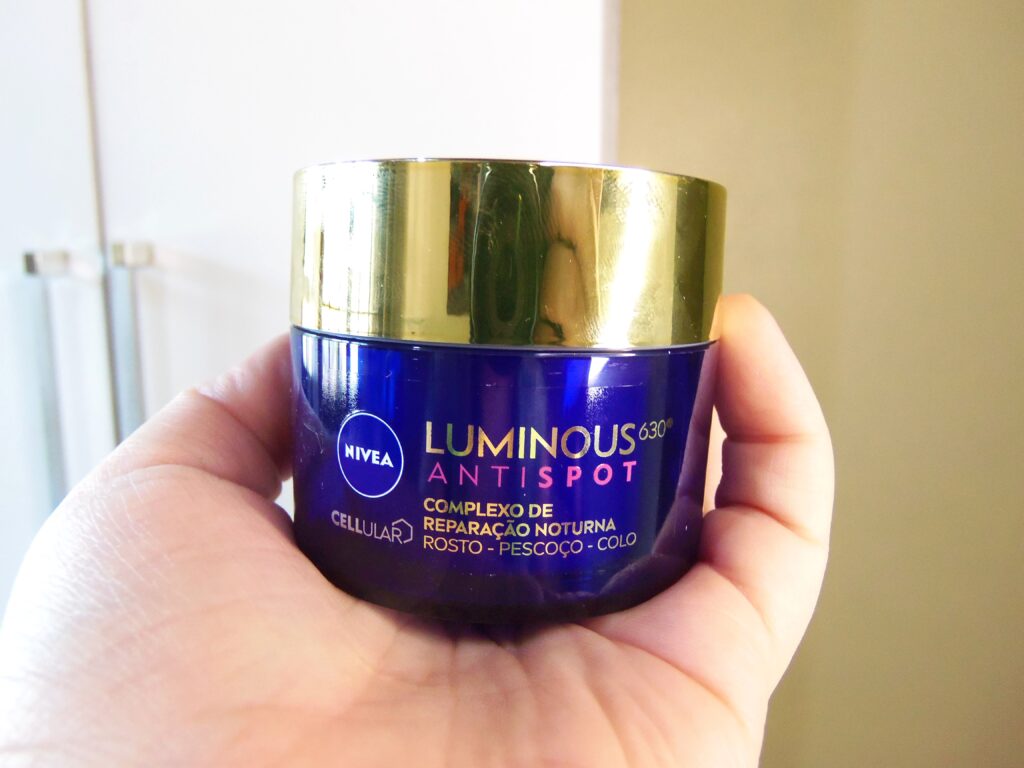 NIVEA
LUMINOUS630®
ANTISPOT
CELLULAR
COMPLEXO DE
REPARAÇÃO NOTURNA
ROSTO - PESCOÇO - COLO